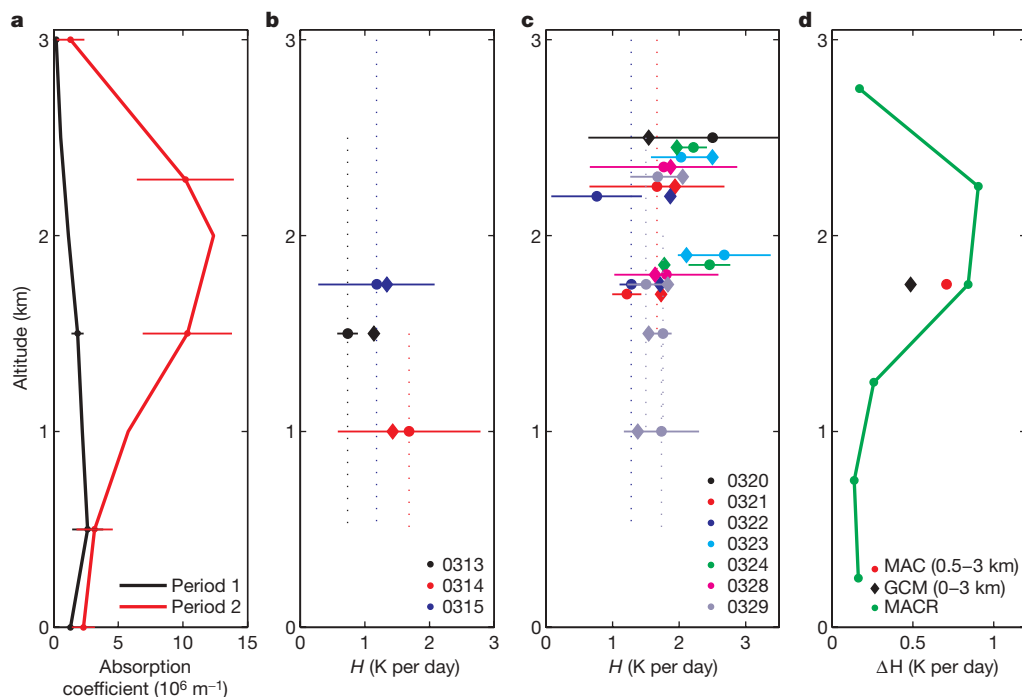 a b c d
3 3 3 3
2 2 2 2
1 1 1 1
0 0 0 0
Altitude (km)
Period 1
Period 2
0313
0314
0315
0320
0321
0322
0323
0324
0328
0329
MAC (0.5–3 km)
GCM (0–3 km)
MACR
0 5 10 0 1 2 3 0 1 2 3 0 0.5 1
Absorption
coefficient (10⁶ m⁻¹)
H (K per day)
H (K per day)
ΔH (K per day)